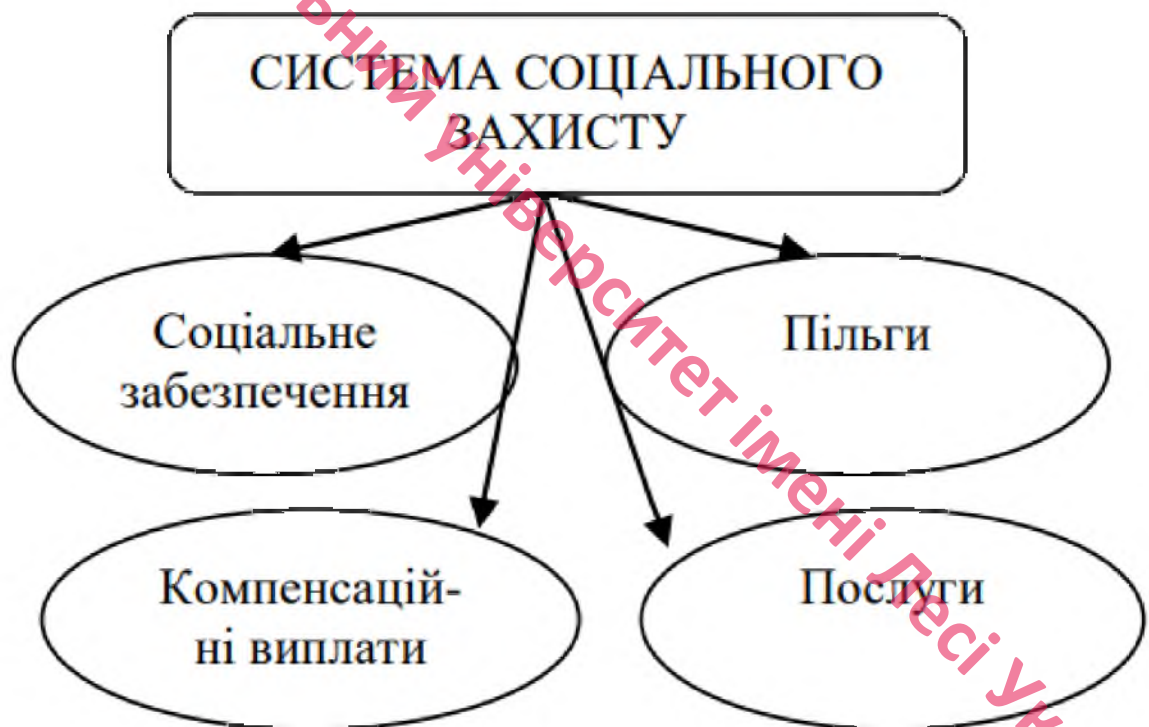 СИСТЕМА СОЦІАЛЬНОГО
ЗАХИСТУ
Соціальне
забезпечення
Пільги
Компенсацій-
ні виплати
Послуги
університет імені Лесі